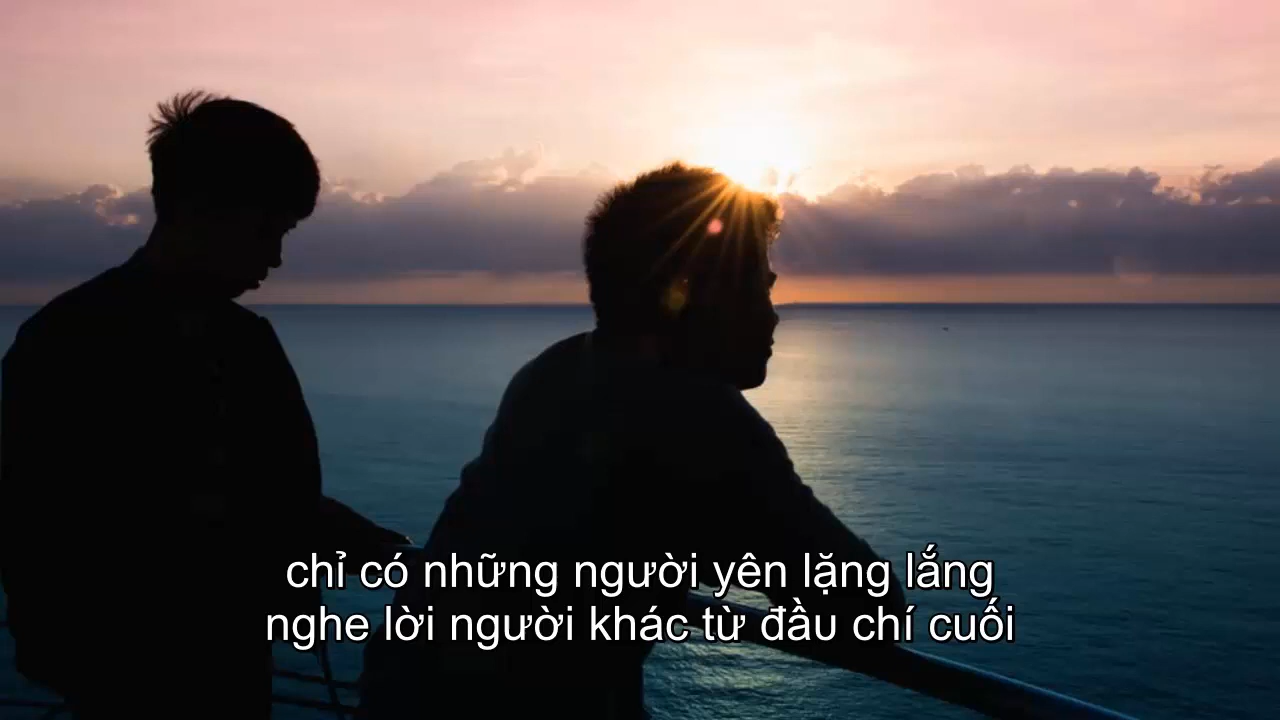 chỉ có những người yên lặng lắng
nghe lời người khác từ đầu chí cuối